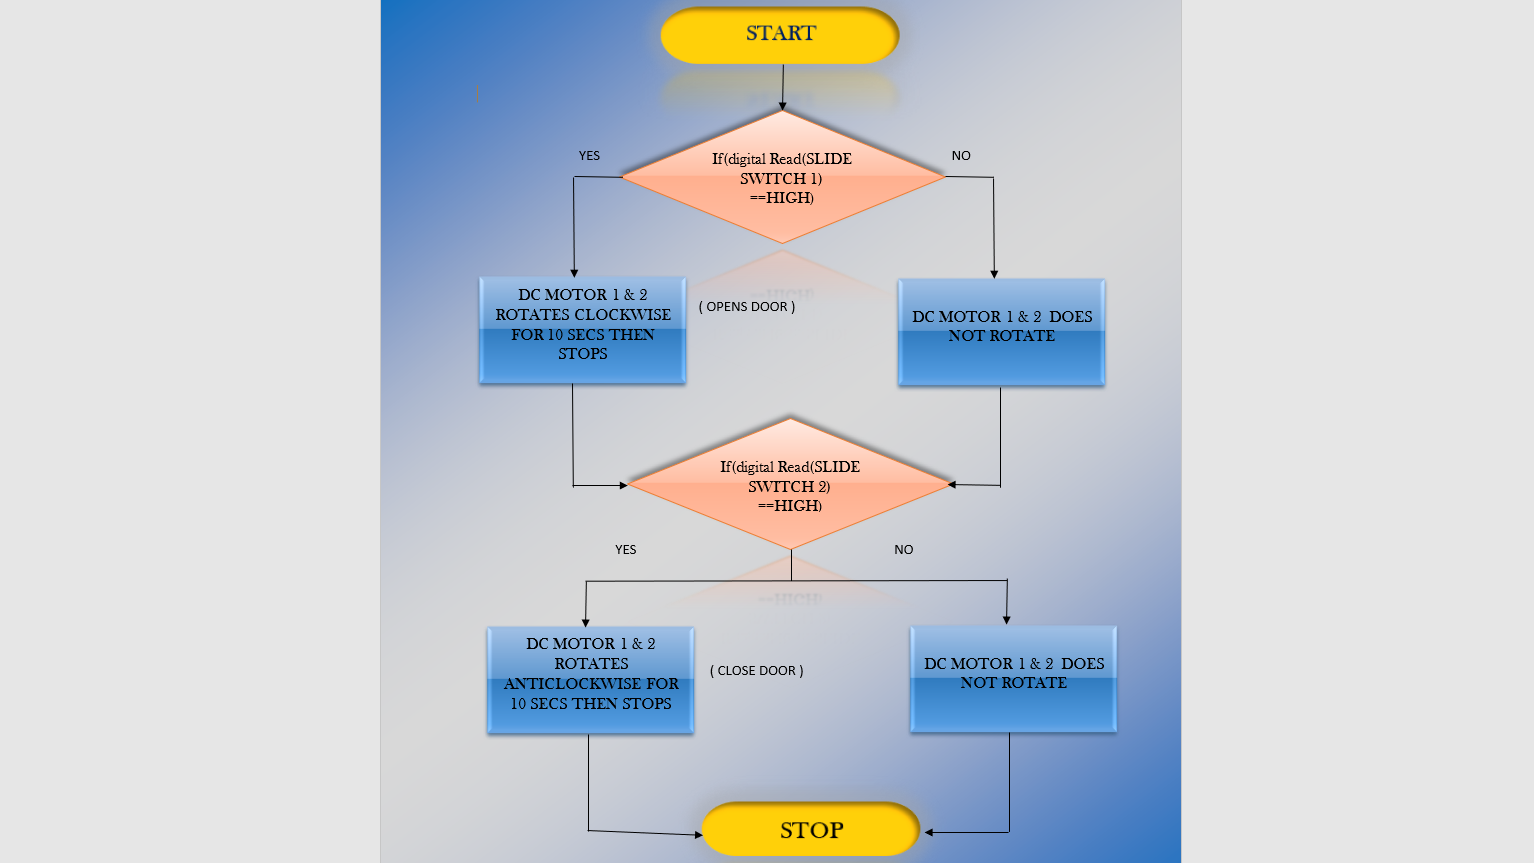 START
YES
NO
If(digital Read(SLIDE
SWITCH 1)
==HIGH)
DC MOTOR 1 & 2
ROTATES CLOCKWISE
FOR 10 SECS THEN
STOPS
( OPENS DOOR )
DC MOTOR 1 & 2 DOES
NOT ROTATE
If(digital Read(SLIDE
SWITCH 2)
==HIGH)
YES
NO
DC MOTOR 1 & 2
ROTATES
ANTICLOCKWISE FOR
10 SECS THEN STOPS
( CLOSE DOOR )
DC MOTOR 1 & 2 DOES
NOT ROTATE
STOP